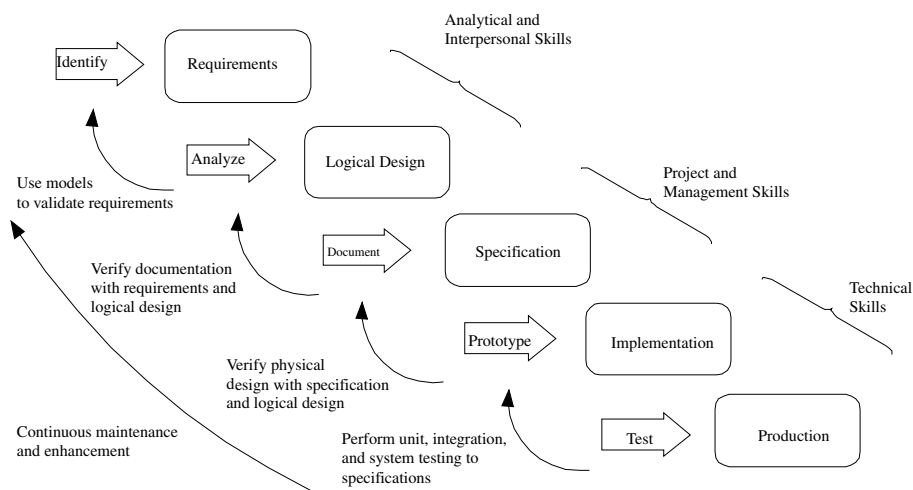 Analytical and
Interpersonal Skills
Identify
Requirements
Analyze
Logical Design
Project and
Management Skills
Use models
to validate requirements
Document
Specification
Verify documentation
with requirements and
logical design
Technical
Skills
Prototype
Implementation
Verify physical
design with specification
and logical design
Continuous maintenance
and enhancement
Perform unit, integration,
and system testing to
specifications
Test
Production